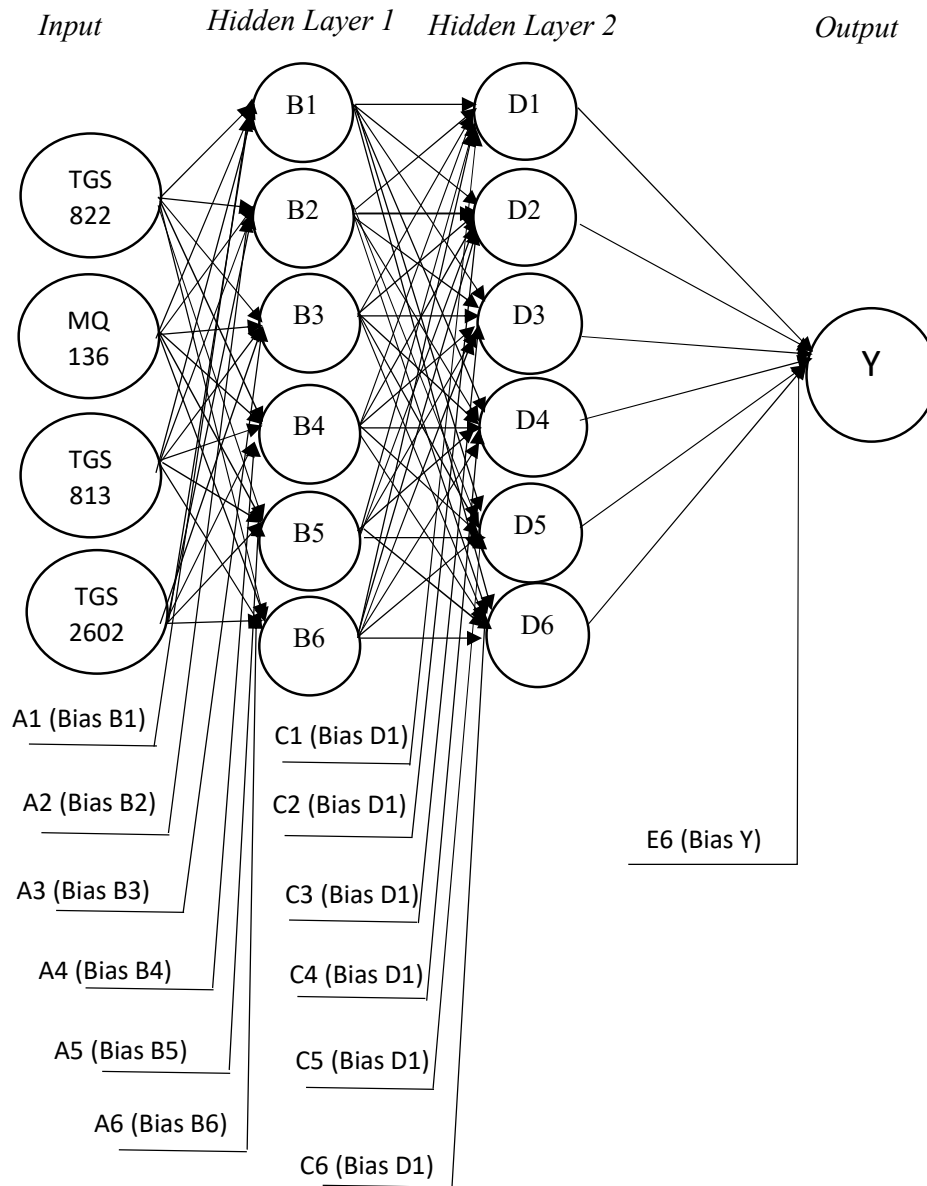 Input
Hidden Layer 1
Hidden Layer 2
Output
TGS
822
MQ
136
TGS
813
TGS
2602
B1
B2
B3
B4
B5
B6
D1
D2
D3
D4
D5
D6
Y
A1 (Bias B1)
A2 (Bias B2)
A3 (Bias B3)
A4 (Bias B4)
A5 (Bias B5)
A6 (Bias B6)
C1 (Bias D1)
C2 (Bias D1)
C3 (Bias D1)
C4 (Bias D1)
C5 (Bias D1)
C6 (Bias D1)
E6 (Bias Y)